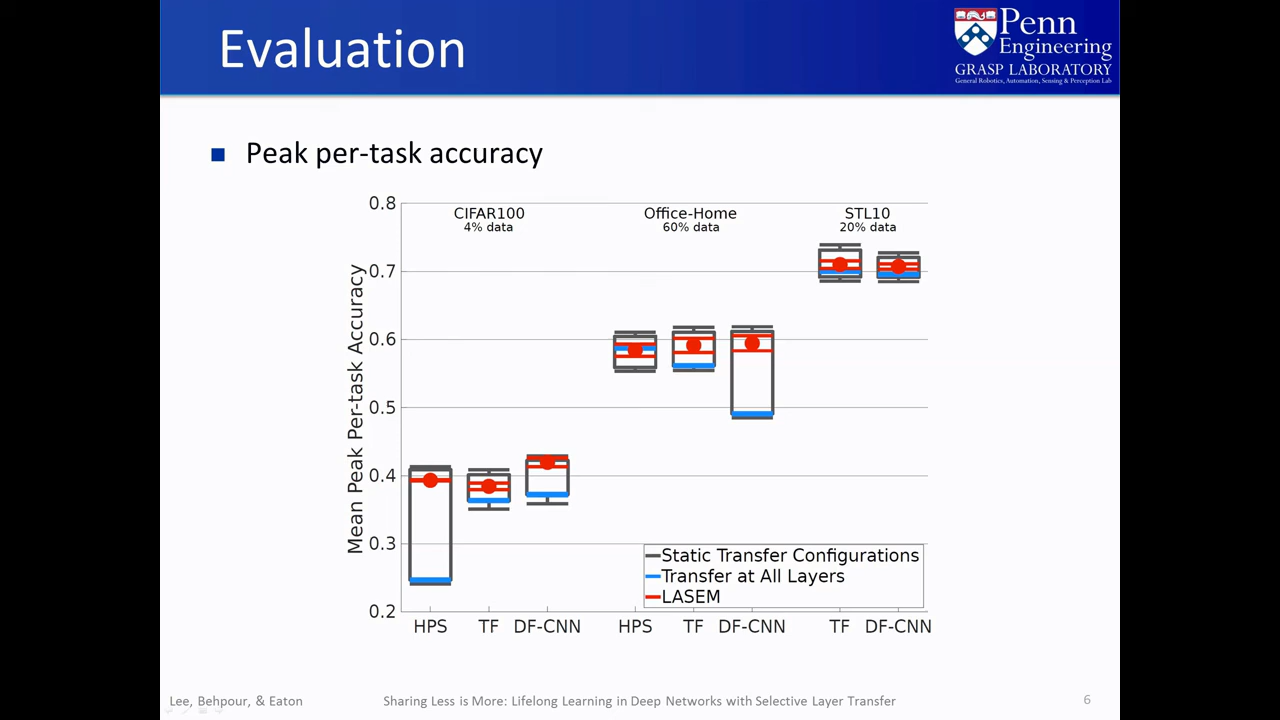 Evaluation
Penn
Engineering
GRASP LABORATORY
General Robotics, Automation, Sensing & Perception Lab
Peak per-task accuracy
Mean Peak Per-task Accuracy
0.8
0.7
0.6
0.5
0.4
0.3
0.2
CIFAR100
4% data
Office-Home
60% data
STL10
20% data
Static Transfer Configurations
Transfer at All Layers
LASEM
HPS TF DF-CNN HPS TF DF-CNN TF DF-CNN
Lee, Behpour, & Eaton
Sharing Less is More: Lifelong Learning in Deep Networks with Selective Layer Transfer
6